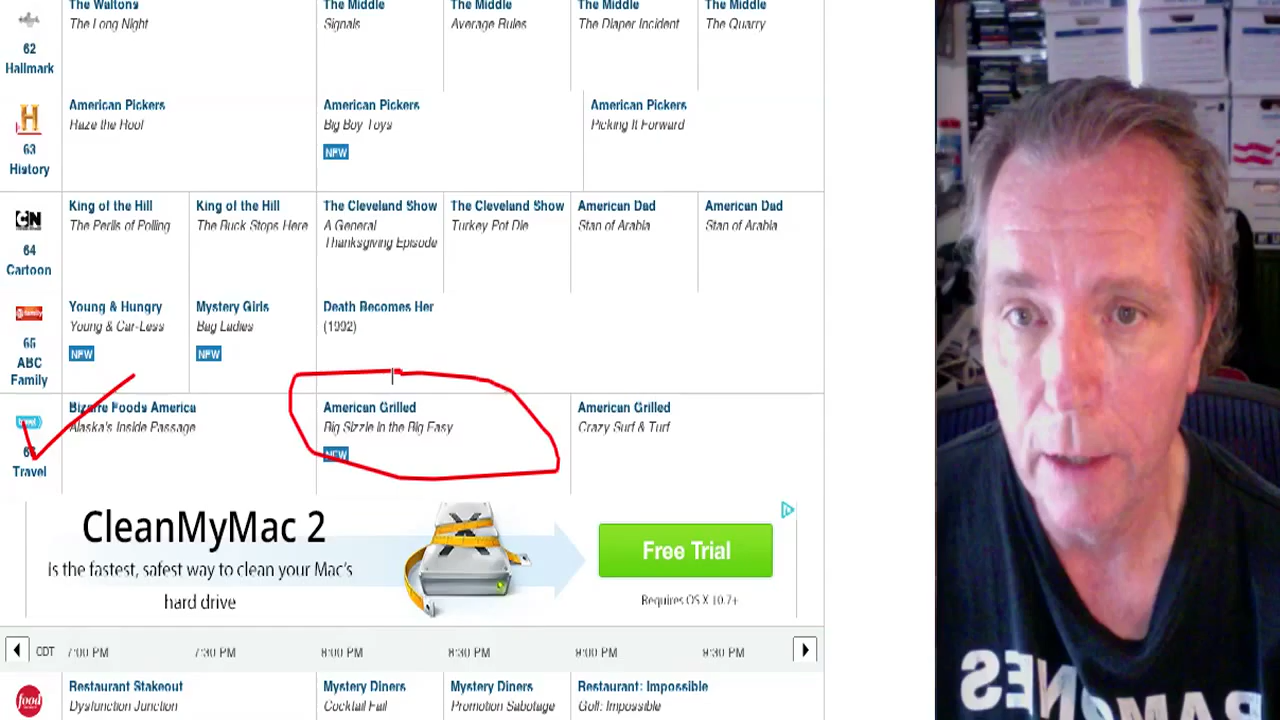 The Waltons
The Long Night
The Middle
Signals
The Middle
Average Rules
The Middle
The Diaper Incident
The Middle
The Quarry
62
Hallmark
H
63
History
American Pickers
Raze the Roof
American Pickers
Big Boy Toys
NEW
American Pickers
Picking It Forward
CN
64
Cartoon
King of the Hill
The Perils of Polling
King of the Hill
The Buck Stops Here
The Cleveland Show
A General
Thanksgiving Episode
The Cleveland Show
Turkey Pot Die
American Dad
Stan of Arabia
American Dad
Stan of Arabia
family
65
ABC
Family
Young & Hungry
Young & Car-Less
NEW
Mystery Girls
Bag Ladies
NEW
Death Becomes Her
(1992)
travel
66
Travel
Bizarre Foods America
Alaska's Inside Passage
American Grilled
Big Sizzle in the Big Easy
NEW
American Grilled
Crazy Surf & Turf
CleanMyMac 2
is the fastest, safest way to clean your Mac's
hard drive
X
Free Trial
Requires OS X 10.7+
CDT 7:00 PM 7:30 PM 8:00 PM 8:30 PM 9:00 PM 9:30 PM
food
Restaurant Stakeout
Dysfunction Junction
Mystery Diners
Cocktail Fail
Mystery Diners
Promotion Sabotage
Restaurant: Impossible
Golf: Impossible
RAMONES